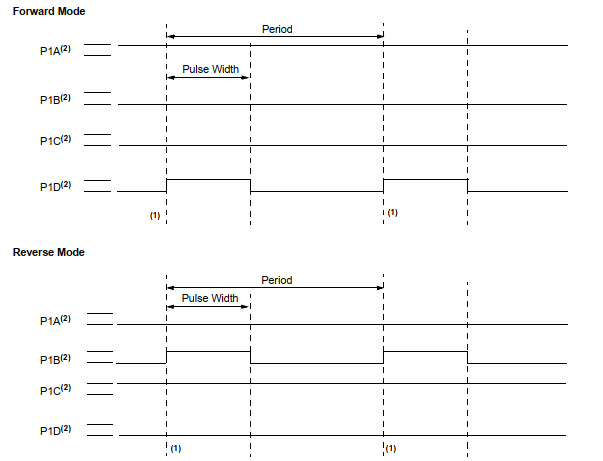 Forward Mode
Period
P1A(2)
Pulse Width
P1B(2)
P1C(2)
P1D(2)
(1) (1)
Reverse Mode
Period
Pulse Width
P1A(2)
P1B(2)
P1C(2)
P1D(2)
(1) (1)